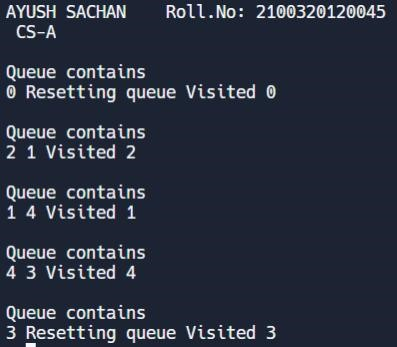 AYUSH SACHAN    Roll.No: 2100320120045
CS-A
Queue contains
0 Resetting queue Visited 0
Queue contains
2 1 Visited 2
Queue contains
1 4 Visited 1
Queue contains
4 3 Visited 4
Queue contains
3 Resetting queue Visited 3